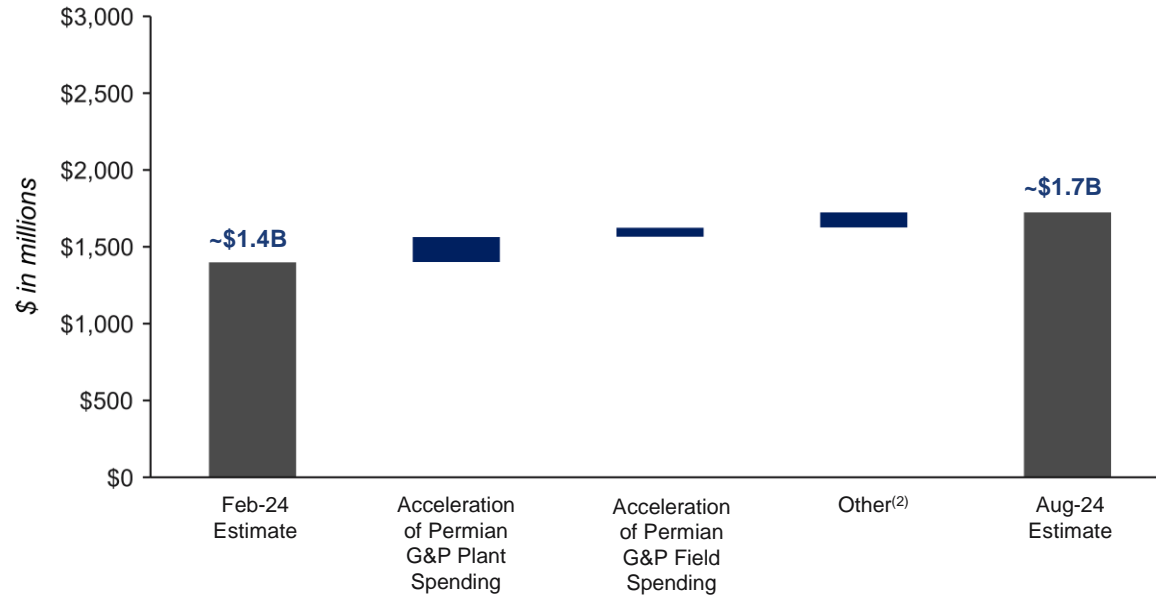 $3,000
$2,500
$2,000
$1,500
$1,000
$500
$0
$ in millions
~$1.4B
~$1.7B
Feb-24
Estimate
Acceleration
of Permian
G&P Plant
Spending
Acceleration
of Permian
G&P Field
Spending
Other(2)
Aug-24
Estimate